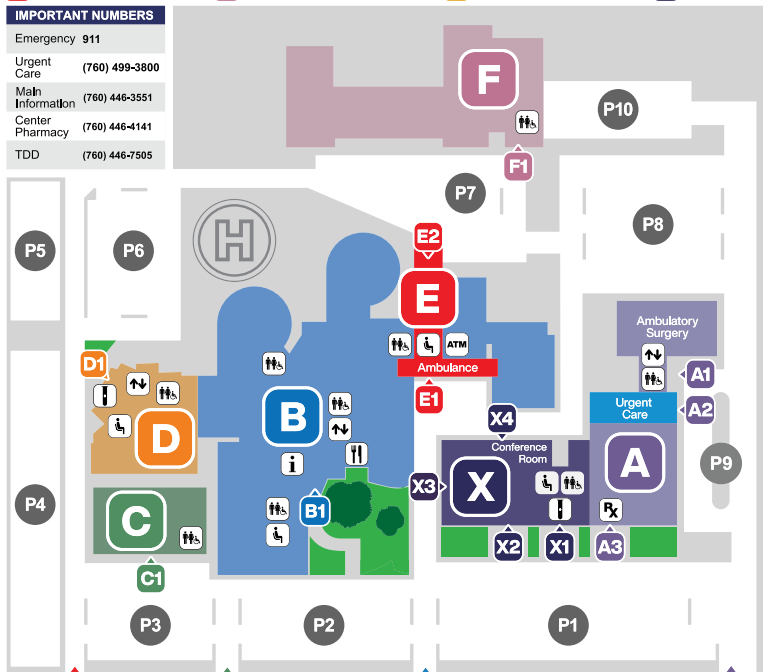 IMPORTANT NUMBERS
Emergency 911
Urgent
Care (760) 499-3800
Main
Information (760) 446-3551
Center
Pharmacy (760) 446-4141
TDD (760) 446-7505
F
P10
F1
P7
P8
P5
P6
H
E2
E
ATM
Ambulance
E1
Ambulatory
Surgery
A1
Urgent
Care
A2
D1
D
B
i
X4
Conference
Room
X
X3
A
P9
P4
C
B1
Rx
X2
X1
A3
C1
P3
P2
P1